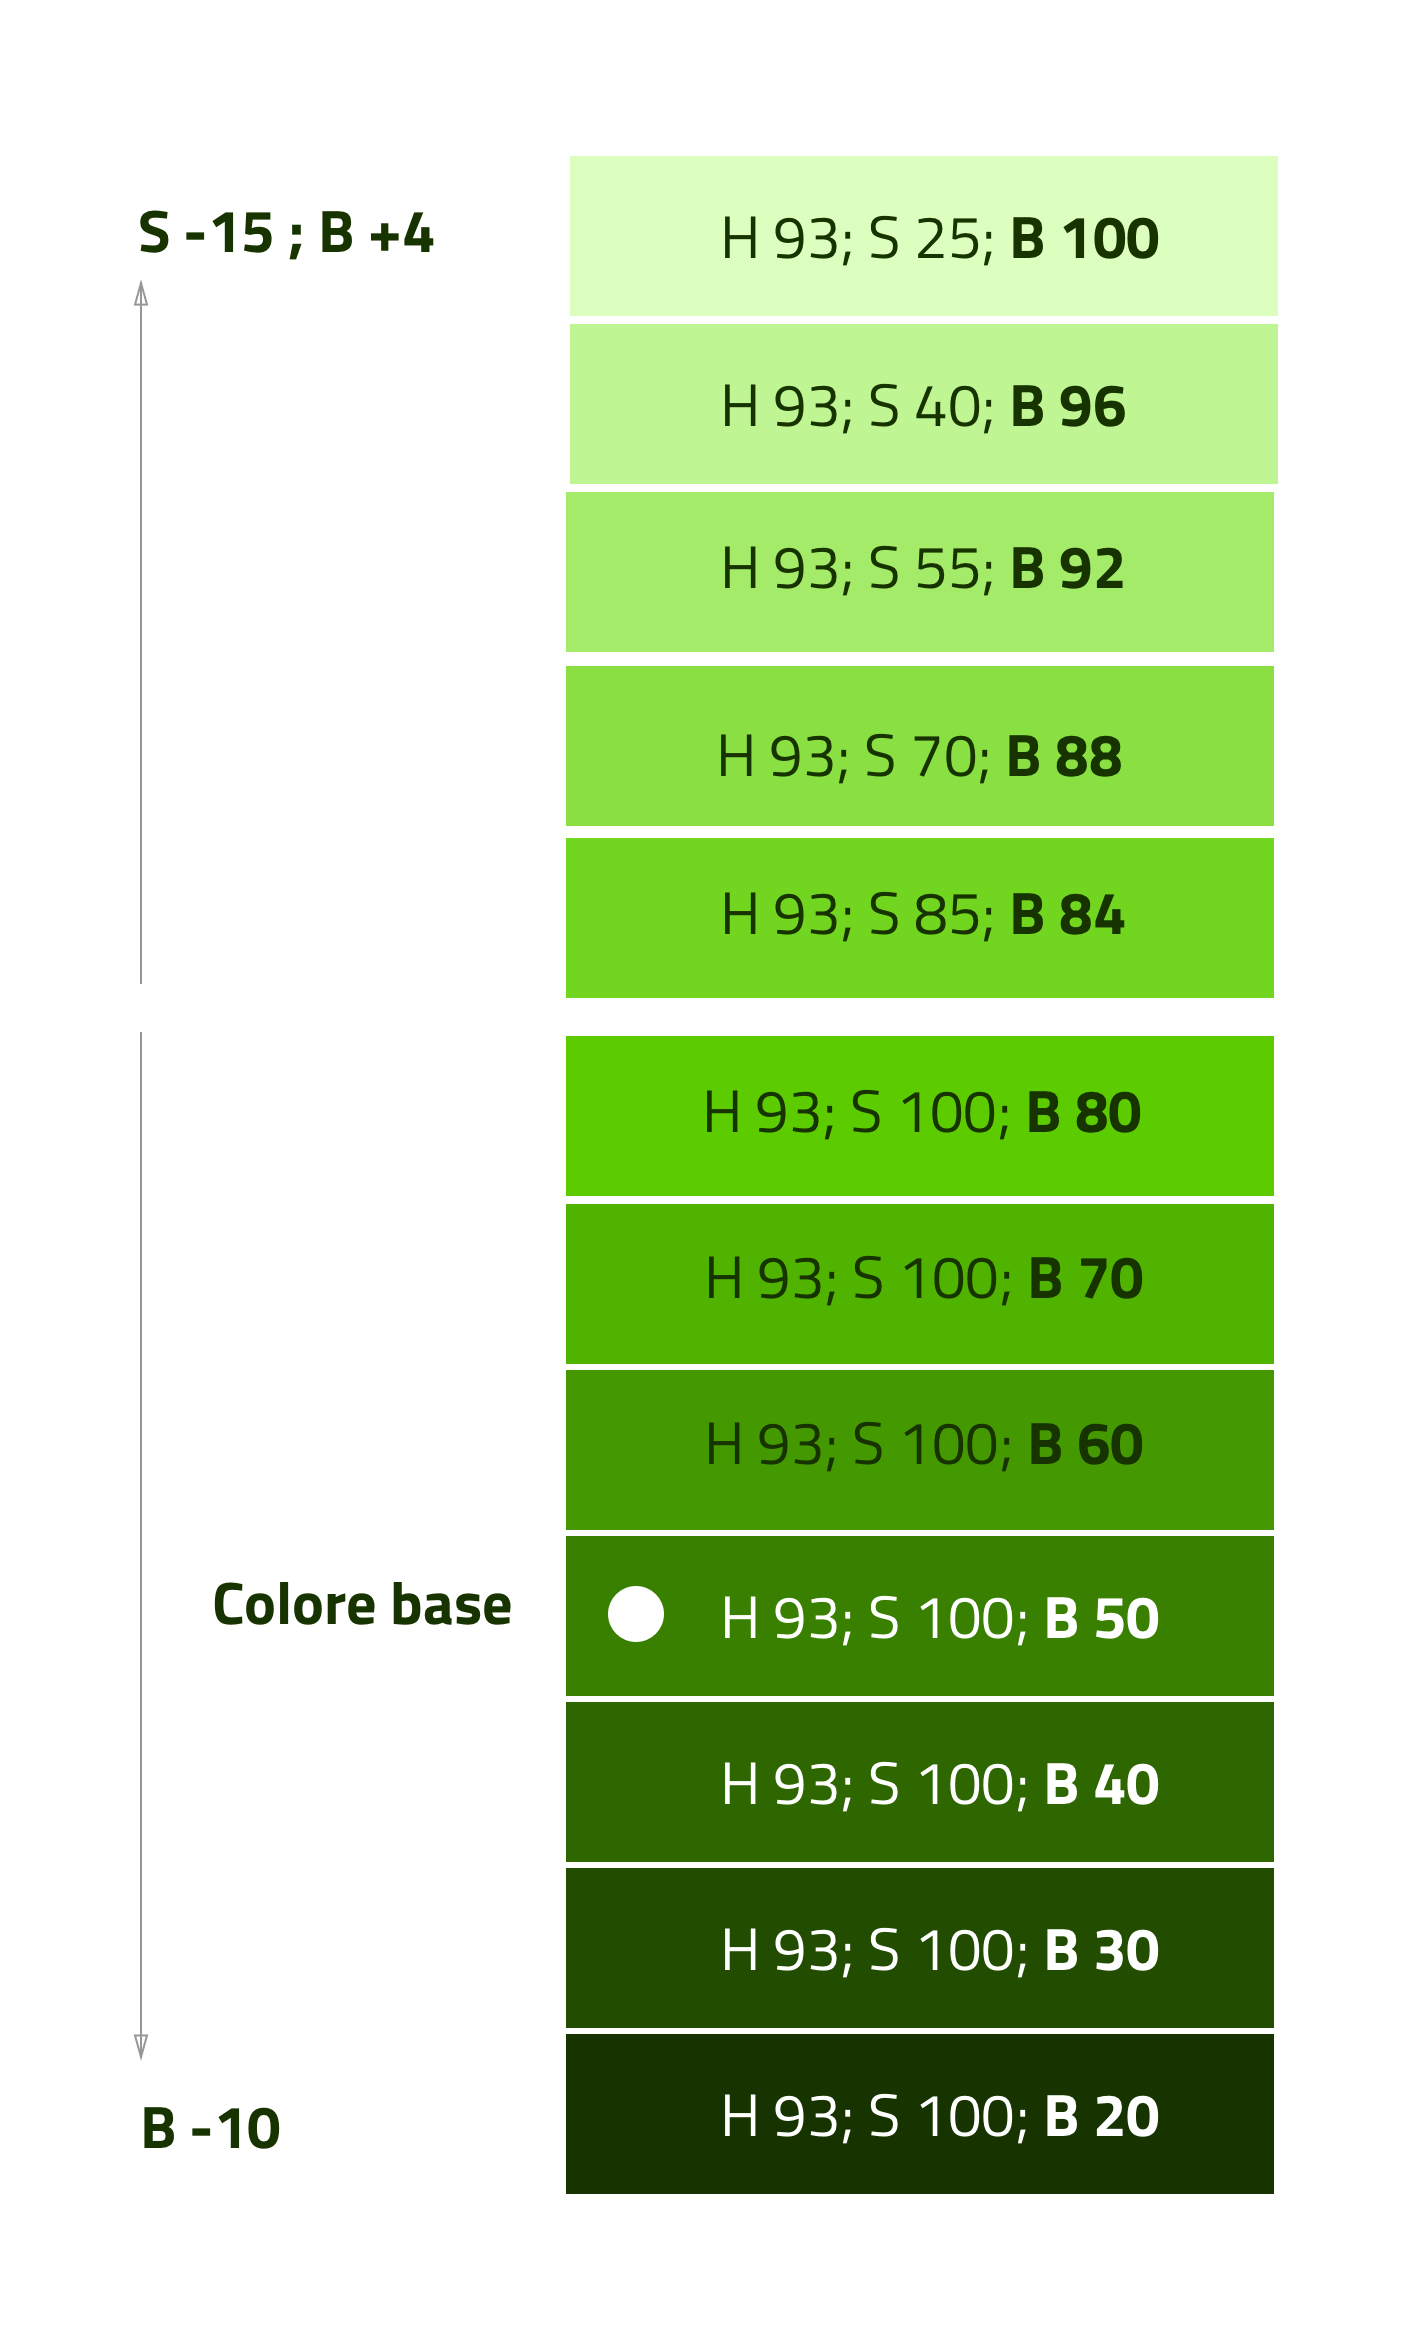 S -15 ; B +4
H 93; S 25; B 100
H 93; S 40; B 96
H 93; S 55; B 92
H 93; S 70; B 88
H 93; S 85; B 84
H 93; S 100; B 80
H 93; S 100; B 70
H 93; S 100; B 60
Colore base
H 93; S 100; B 50
H 93; S 100; B 40
H 93; S 100; B 30
B -10
H 93; S 100; B 20